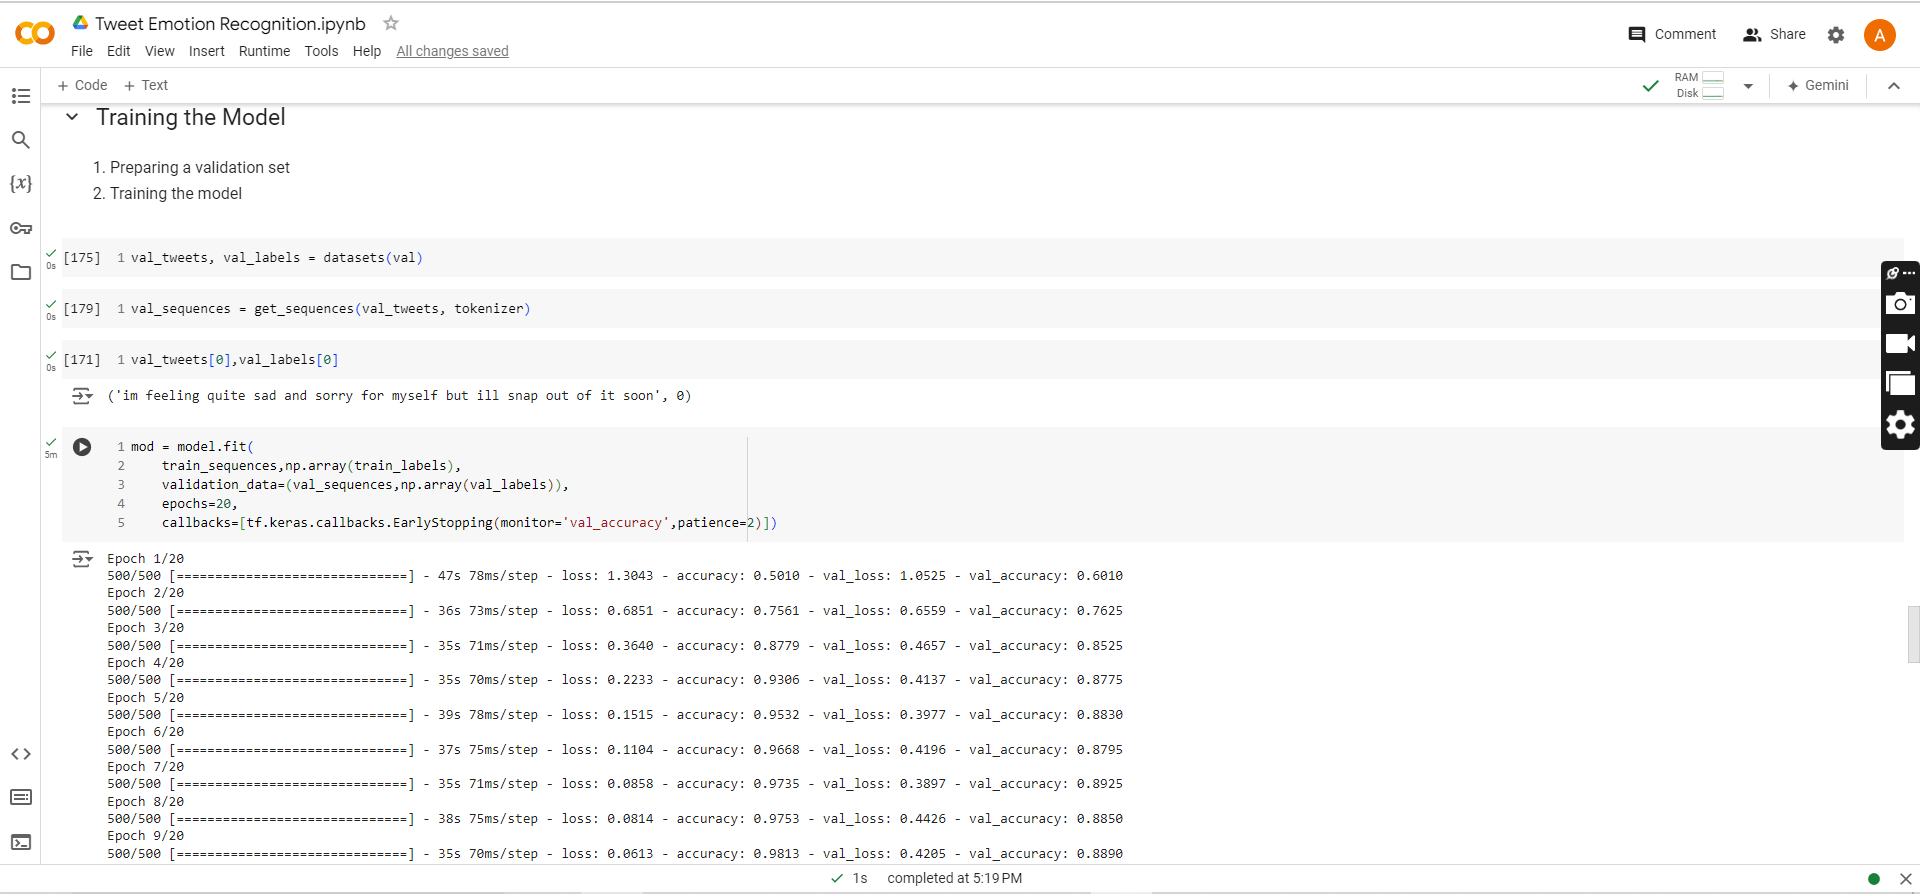 Tweet Emotion Recognition.ipynb
File Edit View Insert Runtime Tools Help All changes saved
Comment Share A
+ Code + Text
RAM
Disk
Gemini
Training the Model
1. Preparing a validation set
2. Training the model
0s [175] 1 val_tweets, val_labels = datasets(val)
0s [179] 1 val_sequences = get_sequences(val_tweets, tokenizer)
0s [171] 1 val_tweets[0],val_labels[0]
('im feeling quite sad and sorry for myself but ill snap out of it soon', 0)
5m 1 mod = model.fit(
2 train_sequences,np.array(train_labels),
3 validation_data=(val_sequences,np.array(val_labels)),
4 epochs=20,
5 callbacks=[tf.keras.callbacks.EarlyStopping(monitor='val_accuracy',patience=2)])
Epoch 1/20
500/500 [==============================] - 47s 78ms/step - loss: 1.3043 - accuracy: 0.5010 - val_loss: 1.0525 - val_accuracy: 0.6010
Epoch 2/20
500/500 [==============================] - 36s 73ms/step - loss: 0.6851 - accuracy: 0.7561 - val_loss: 0.6559 - val_accuracy: 0.7625
Epoch 3/20
500/500 [==============================] - 35s 71ms/step - loss: 0.3640 - accuracy: 0.8779 - val_loss: 0.4657 - val_accuracy: 0.8525
Epoch 4/20
500/500 [==============================] - 35s 70ms/step - loss: 0.2233 - accuracy: 0.9306 - val_loss: 0.4137 - val_accuracy: 0.8775
Epoch 5/20
500/500 [==============================] - 39s 78ms/step - loss: 0.1515 - accuracy: 0.9532 - val_loss: 0.3977 - val_accuracy: 0.8830
Epoch 6/20
500/500 [==============================] - 37s 75ms/step - loss: 0.1104 - accuracy: 0.9668 - val_loss: 0.4196 - val_accuracy: 0.8795
Epoch 7/20
500/500 [==============================] - 35s 71ms/step - loss: 0.0858 - accuracy: 0.9735 - val_loss: 0.3897 - val_accuracy: 0.8925
Epoch 8/20
500/500 [==============================] - 38s 75ms/step - loss: 0.0814 - accuracy: 0.9753 - val_loss: 0.4426 - val_accuracy: 0.8850
Epoch 9/20
500/500 [==============================] - 35s 70ms/step - loss: 0.0613 - accuracy: 0.9813 - val_loss: 0.4205 - val_accuracy: 0.8890
1s completed at 5:19 PM